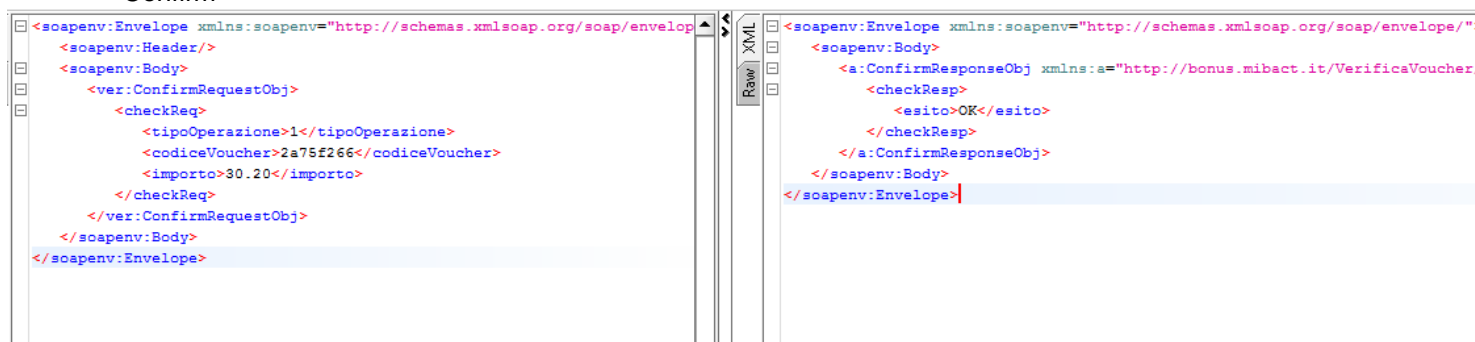 <soapenv:Envelope xmlns:soapenv="http://schemas.xmlsoap.org/soap/envelop
<soapenv:Header/>
<soapenv:Body>
<ver:ConfirmRequestObj>
<checkReq>
<tipoOperazione>1</tipoOperazione>
<codiceVoucher>2a75f266</codiceVoucher>
<importo>30.20</importo>
</checkReq>
</ver:ConfirmRequestObj>
</soapenv:Body>
</soapenv:Envelope>
XML
Raw
<soapenv:Envelope xmlns:soapenv="http://schemas.xmlsoap.org/soap/envelope/"
<soapenv:Body>
<a:ConfirmResponseObj xmlns:a="http://bonus.mibact.it/VerificaVoucher/
<checkResp>
<esito>OK</esito>
</checkResp>
</a:ConfirmResponseObj>
</soapenv:Body>
</soapenv:Envelope>